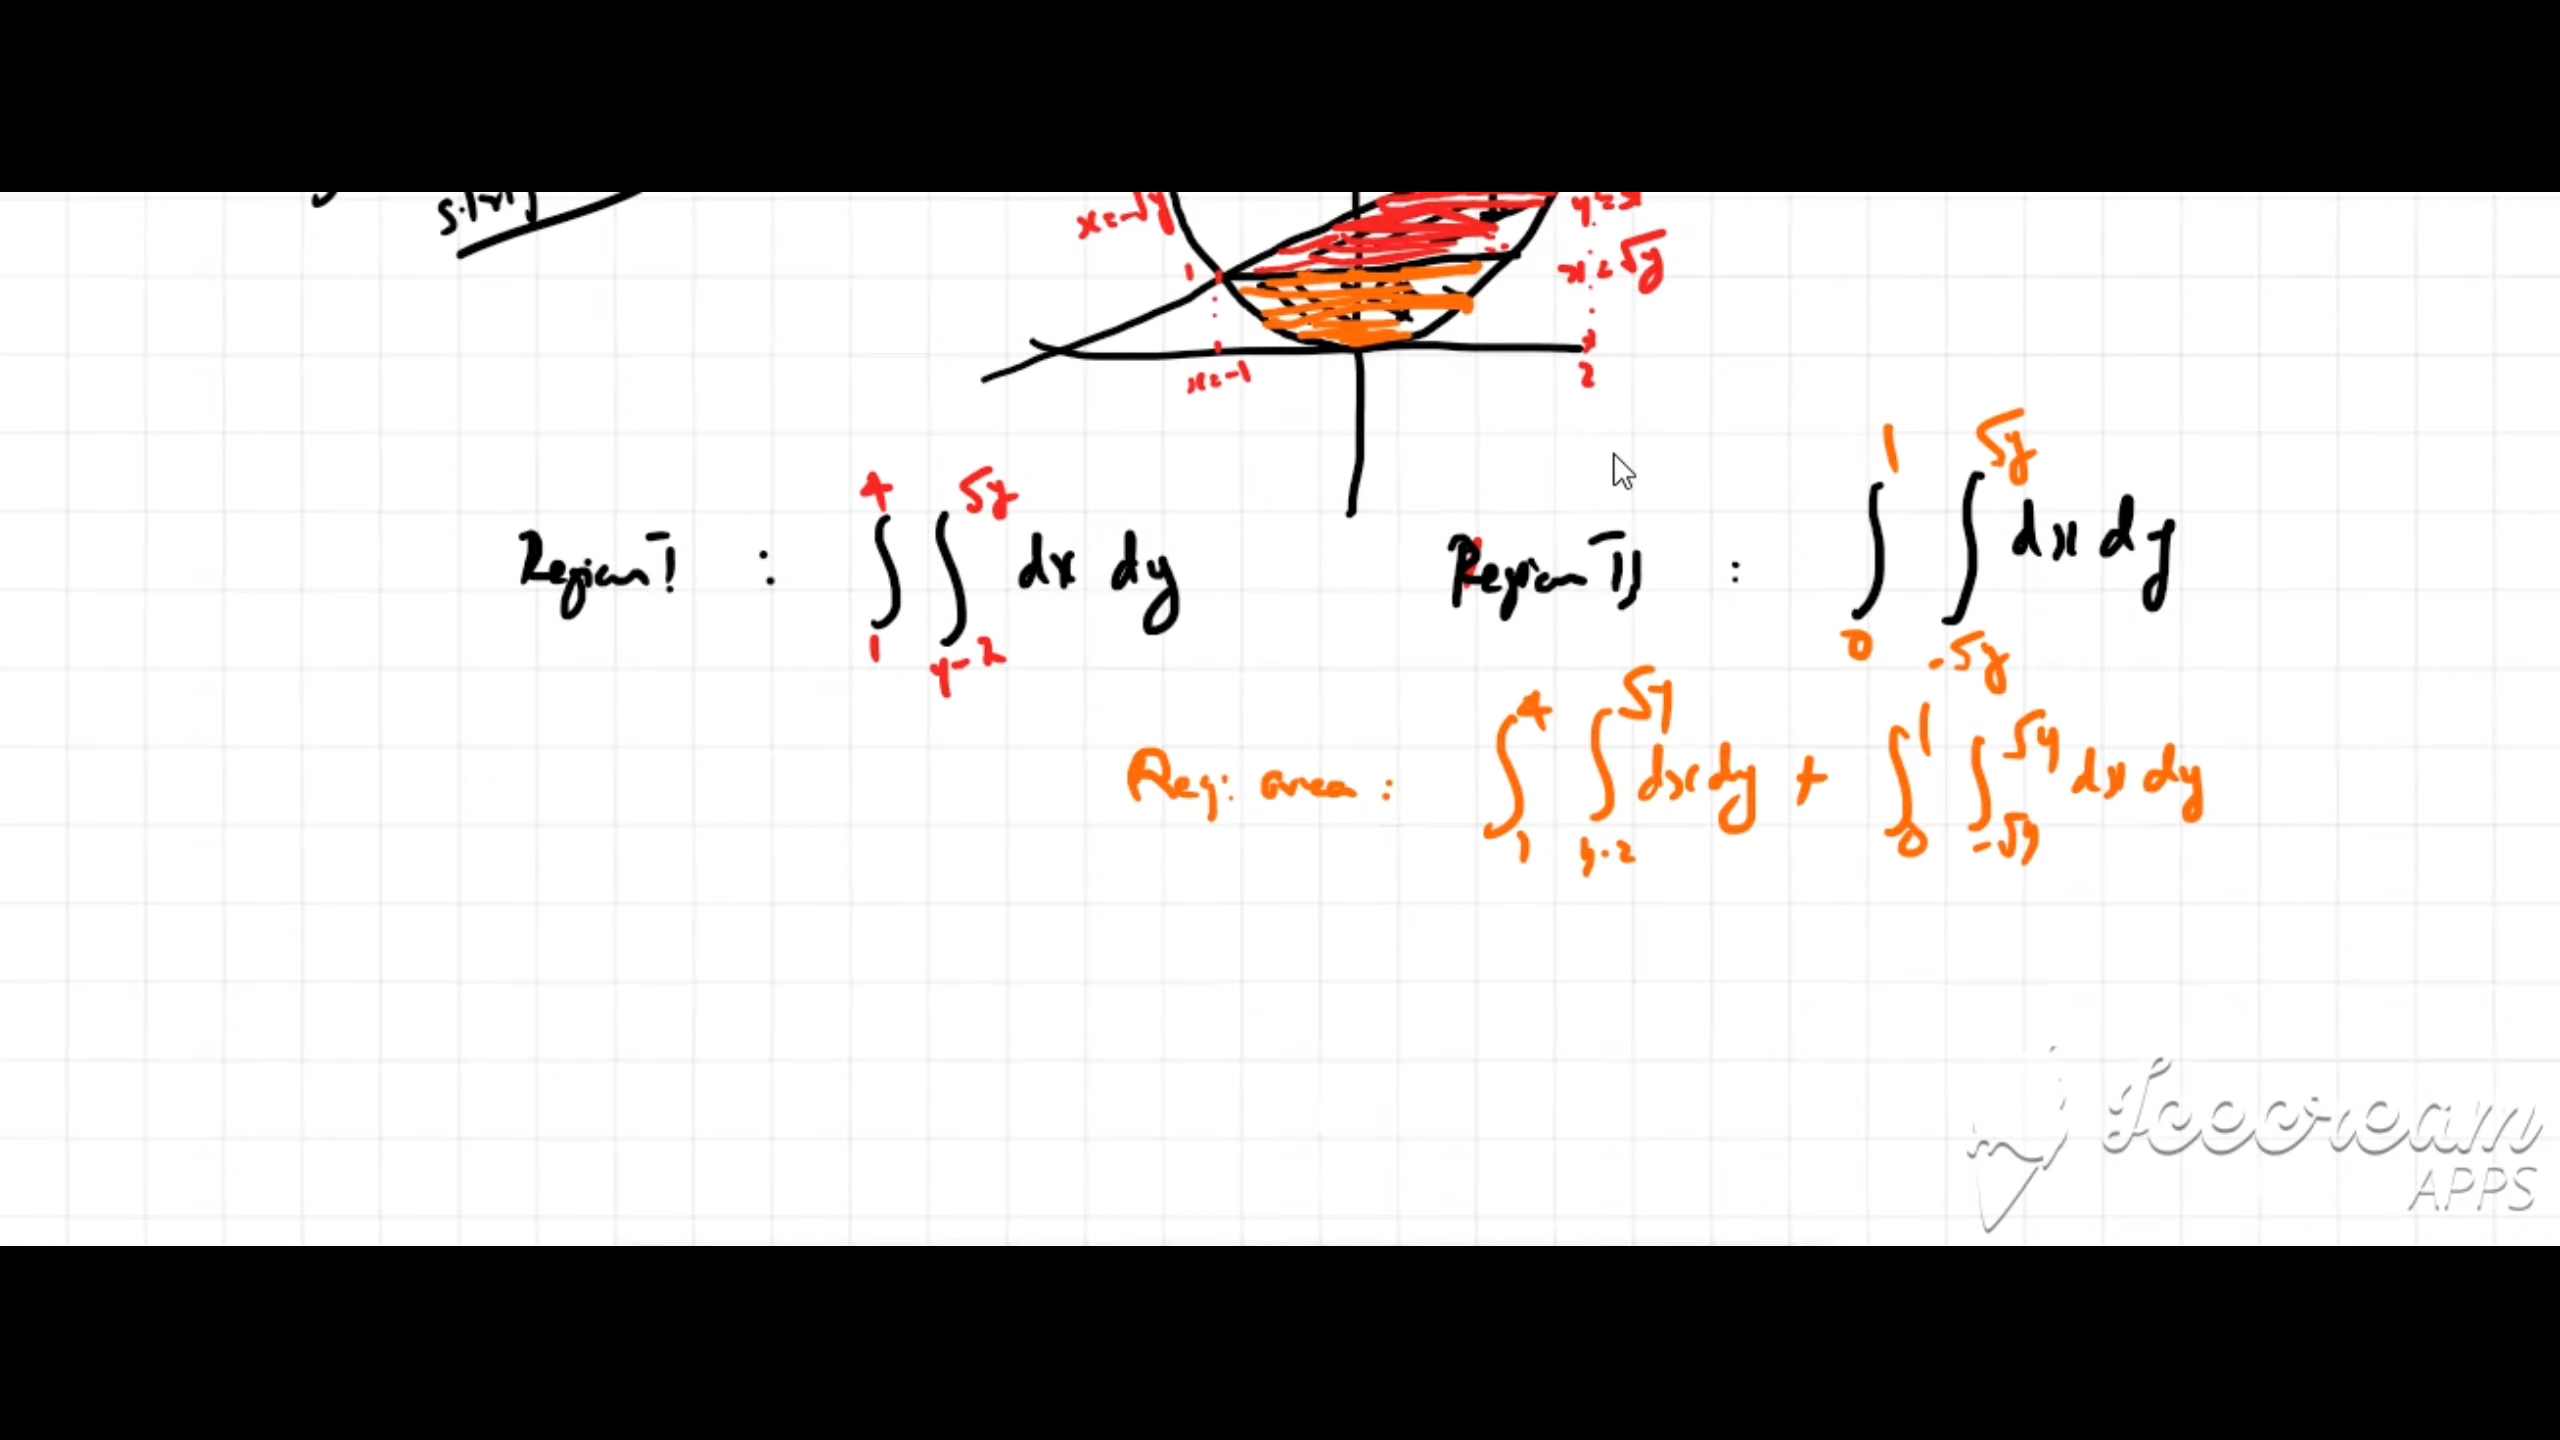 x=-√y
y=x
x=√y
1
x=-1
2
Region I : ∫₁⁴ ∫_{y-2}^{√y} dx dy
Region II : ∫₀¹ ∫_{-√y}^{√y} dx dy
Req: area : ∫₁⁴ ∫_{y-2}^{√y} dx dy + ∫₀¹ ∫_{-√y}^{√y} dx dy
Icecream
APPS